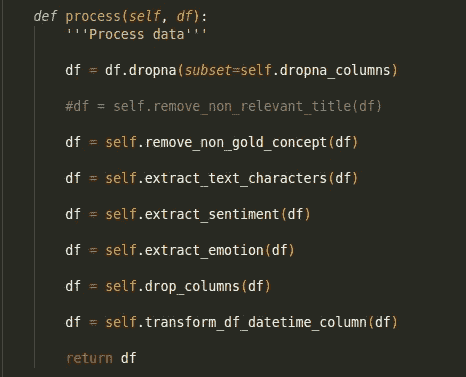 def process(self, df):
'''Process data'''
df = df.dropna(subset=self.dropna_columns)
#df = self.remove_non_relevant_title(df)
df = self.remove_non_gold_concept(df)
df = self.extract_text_characters(df)
df = self.extract_sentiment(df)
df = self.extract_emotion(df)
df = self.drop_columns(df)
df = self.transform_df_datetime_column(df)
return df